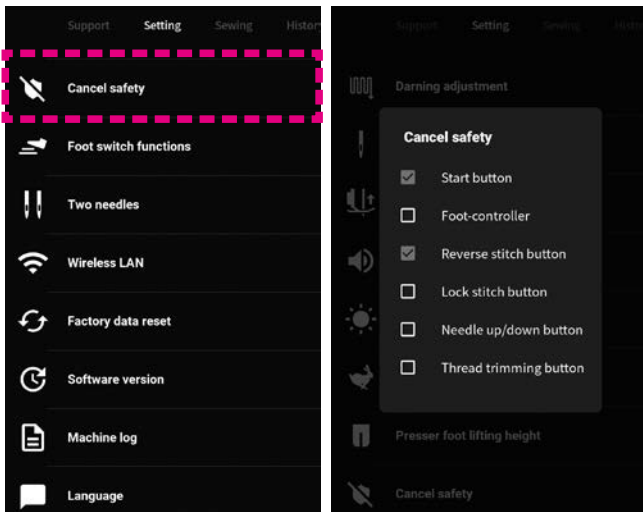 Support Setting Sewing History
Cancel safety
Foot switch functions
Two needles
Wireless LAN
Factory data reset
Software version
Machine log
Language
Support Setting Sewing
Darning adjustment
Cancel safety
Start button
Foot-controller
Reverse stitch button
Lock stitch button
Needle up/down button
Thread trimming button
Presser foot lifting height
Cancel safety